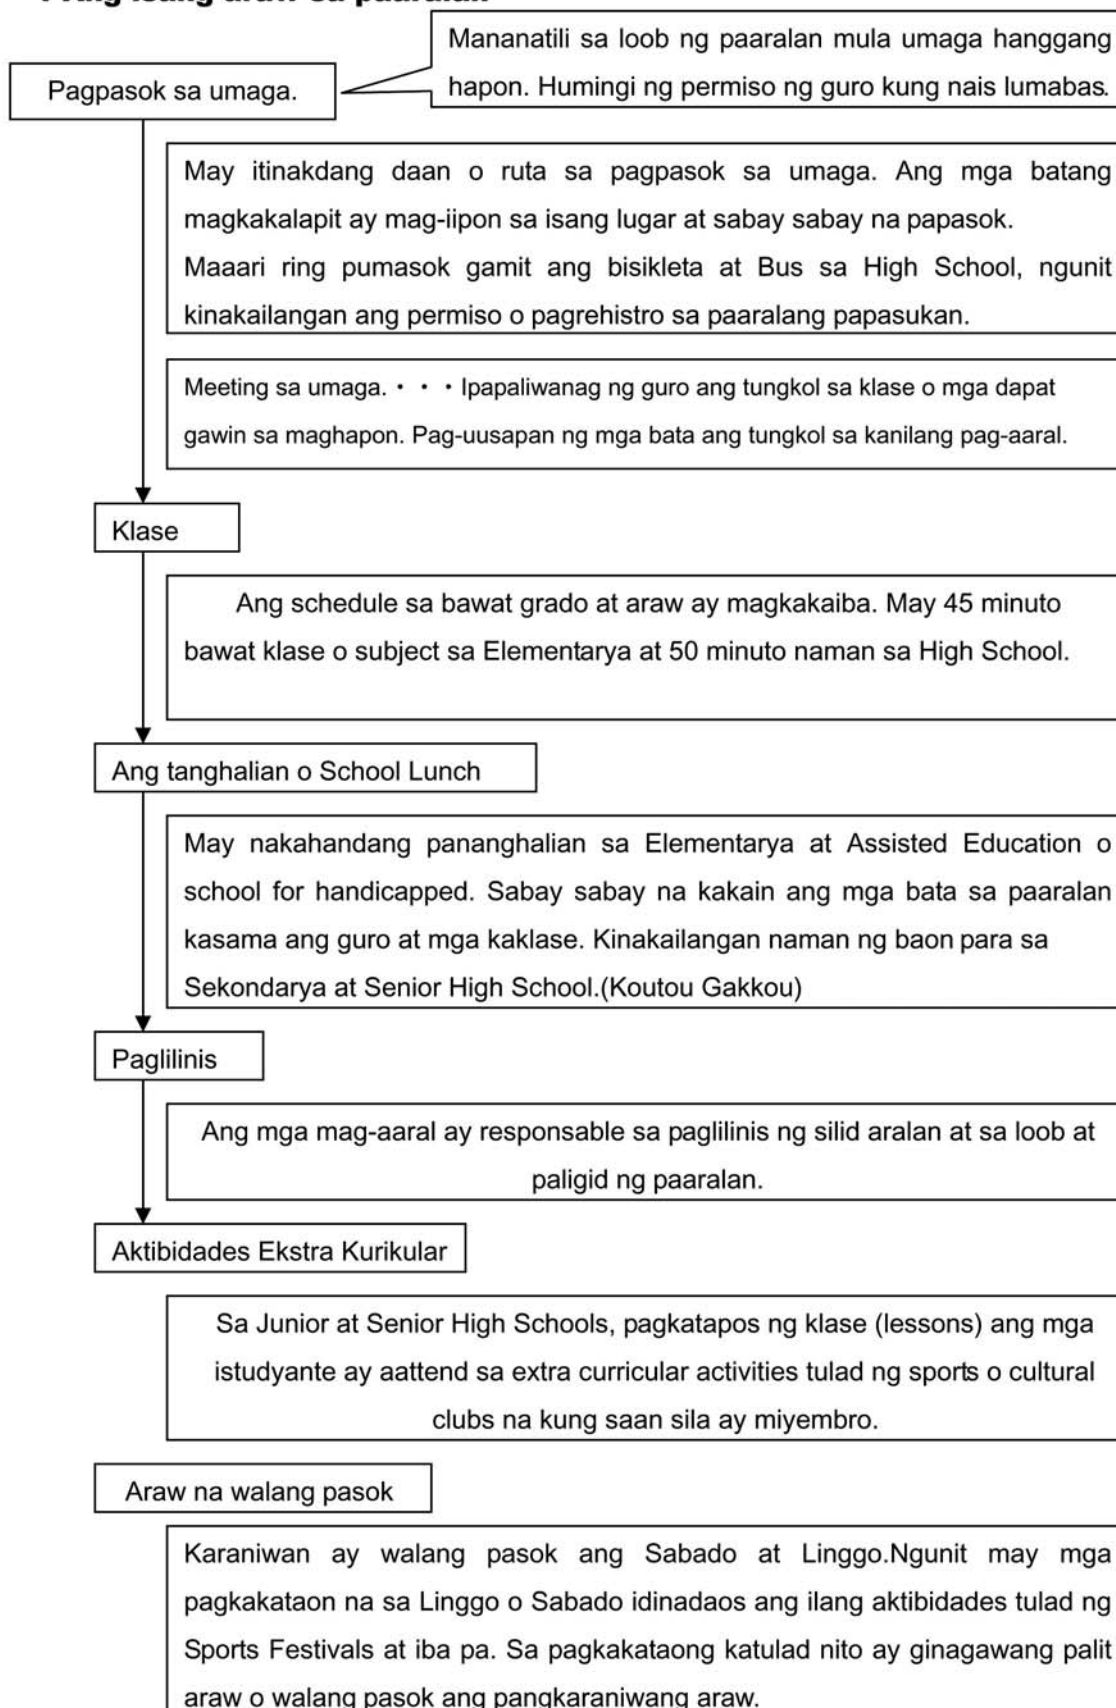 Ang isang araw sa paaralan
Mananatili sa loob ng paaralan mula umaga hanggang
hapon. Humingi ng permiso ng guro kung nais lumabas.
Pagpasok sa umaga.
May itinakdang daan o ruta sa pagpasok sa umaga. Ang mga batang
magkakalapit ay mag-iipon sa isang lugar at sabay sabay na papasok.
Maaari ring pumasok gamit ang bisikleta at Bus sa High School, ngunit
kinakailangan ang permiso o pagrehistro sa paaralang papasukan.
Meeting sa umaga.・・・Ipapaliwanag ng guro ang tungkol sa klase o mga dapat
gawin sa maghapon. Pag-uusapan ng mga bata ang tungkol sa kanilang pag-aaral.
Klase
Ang schedule sa bawat grado at araw ay magkakaiba. May 45 minuto
bawat klase o subject sa Elementarya at 50 minuto naman sa High School.
Ang tanghalian o School Lunch
May nakahandang pananghalian sa Elementarya at Assisted Education o
school for handicapped. Sabay sabay na kakain ang mga bata sa paaralan
kasama ang guro at mga kaklase. Kinakailangan naman ng baon para sa
Sekondarya at Senior High School.(Koutou Gakkou)
Paglilinis
Ang mga mag-aaral ay responsable sa paglilinis ng silid aralan at sa loob at
paligid ng paaralan.
Aktibidades Ekstra Kurikular
Sa Junior at Senior High Schools, pagkatapos ng klase (lessons) ang mga
istudyante ay aattend sa extra curricular activities tulad ng sports o cultural
clubs na kung saan sila ay miyembro.
Araw na walang pasok
Karaniwan ay walang pasok ang Sabado at Linggo.Ngunit may mga
pagkakataon na sa Linggo o Sabado idinadaos ang ilang aktibidades tulad ng
Sports Festivals at iba pa. Sa pagkakataong katulad nito ay ginagawang palit
araw o walang pasok ang pangkaraniwang araw.